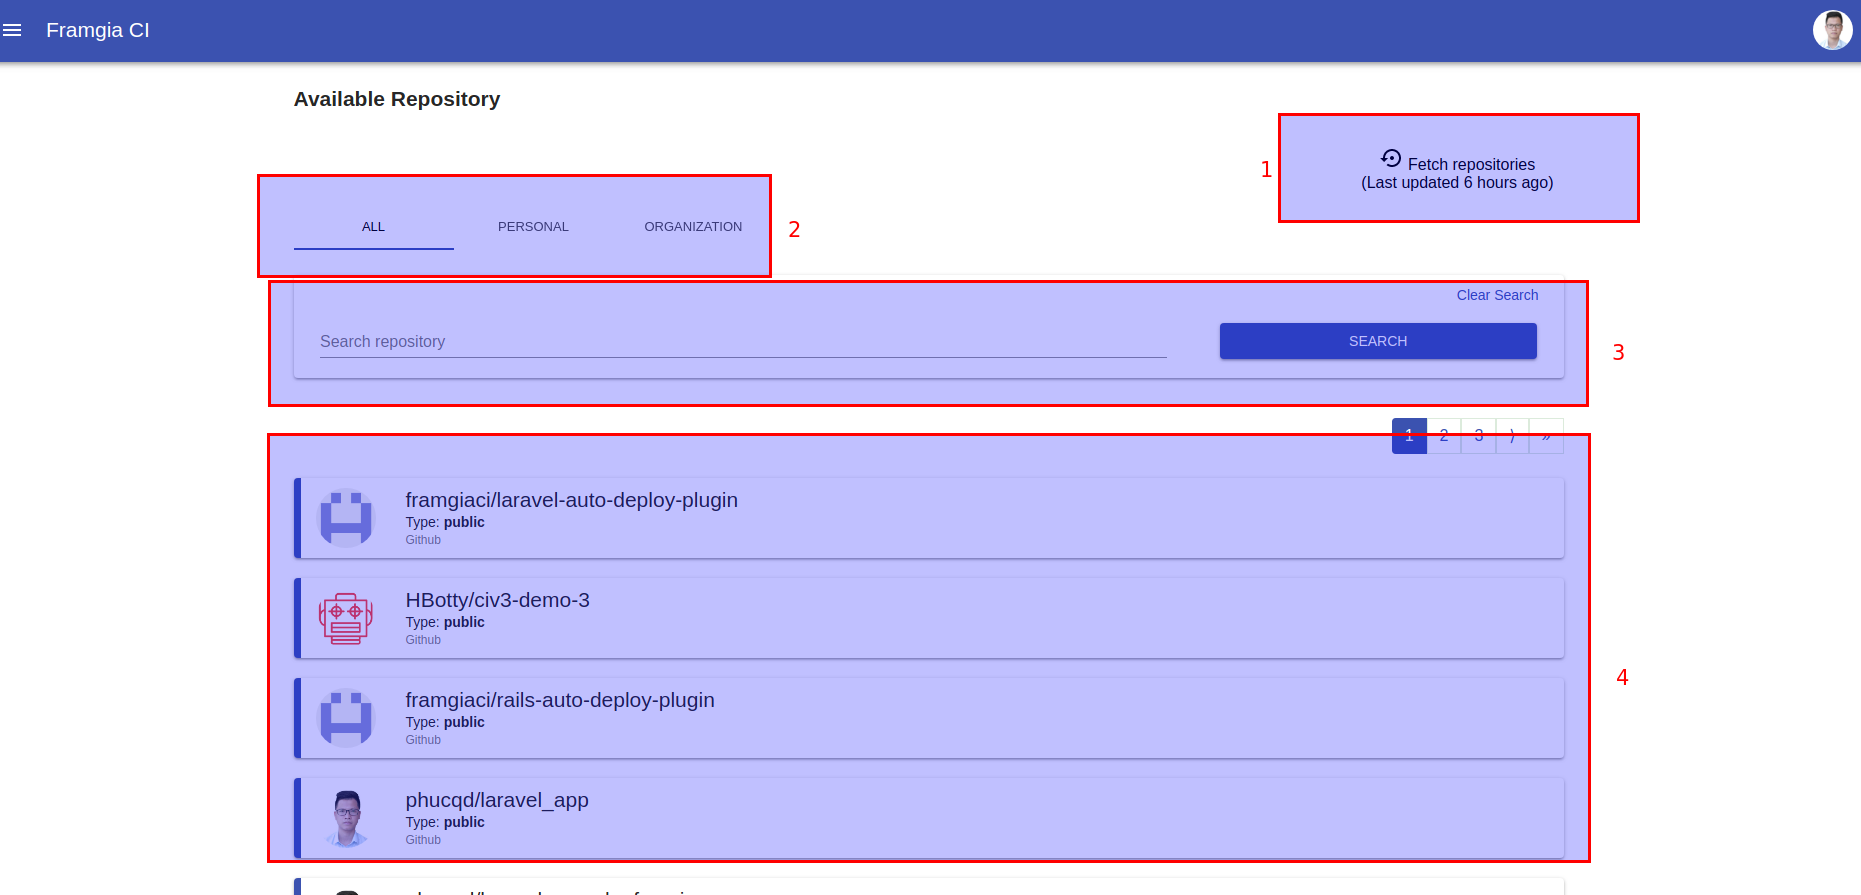 Framgia CI
Available Repository
1
Fetch repositories
(Last updated 6 hours ago)
ALL PERSONAL ORGANIZATION
2
Clear Search
Search repository
SEARCH
3
1 2 3 ⟩ »
framgiaci/laravel-auto-deploy-plugin
Type: public
Github
HBotty/civ3-demo-3
Type: public
Github
framgiaci/rails-auto-deploy-plugin
Type: public
Github
4
phucqd/laravel_app
Type: public
Github